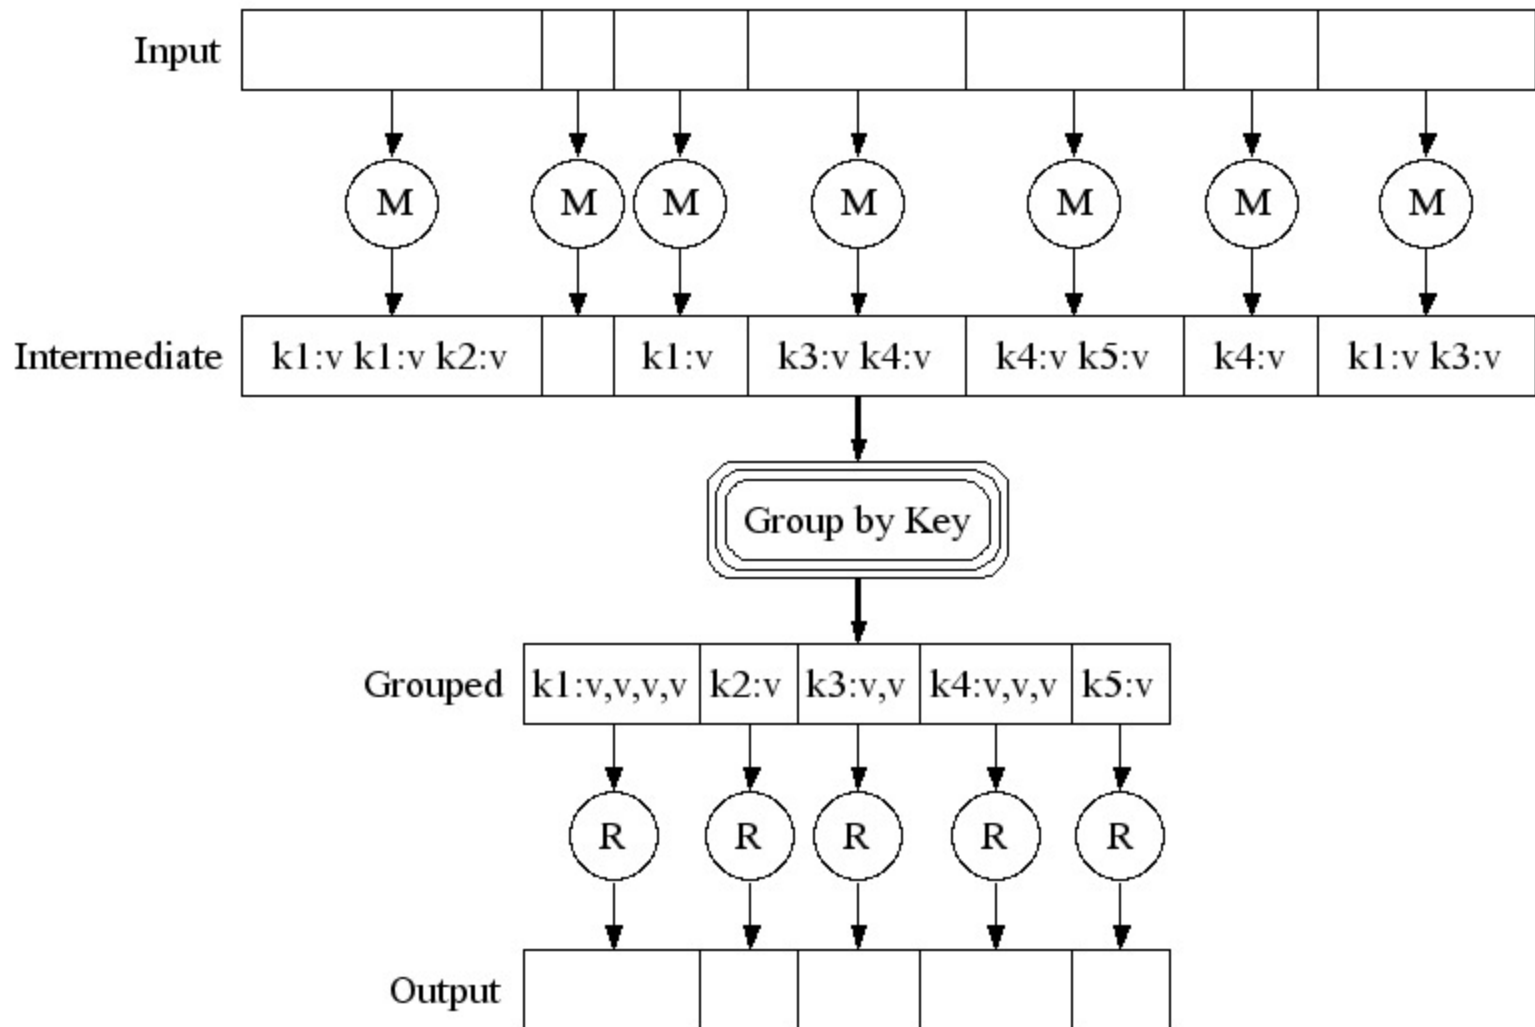 Input
M M M M M M M
Intermediate k1:v k1:v k2:v k1:v k3:v k4:v k4:v k5:v k4:v k1:v k3:v
Group by Key
Grouped k1:v,v,v,v k2:v k3:v,v k4:v,v,v k5:v
R R R R R
Output